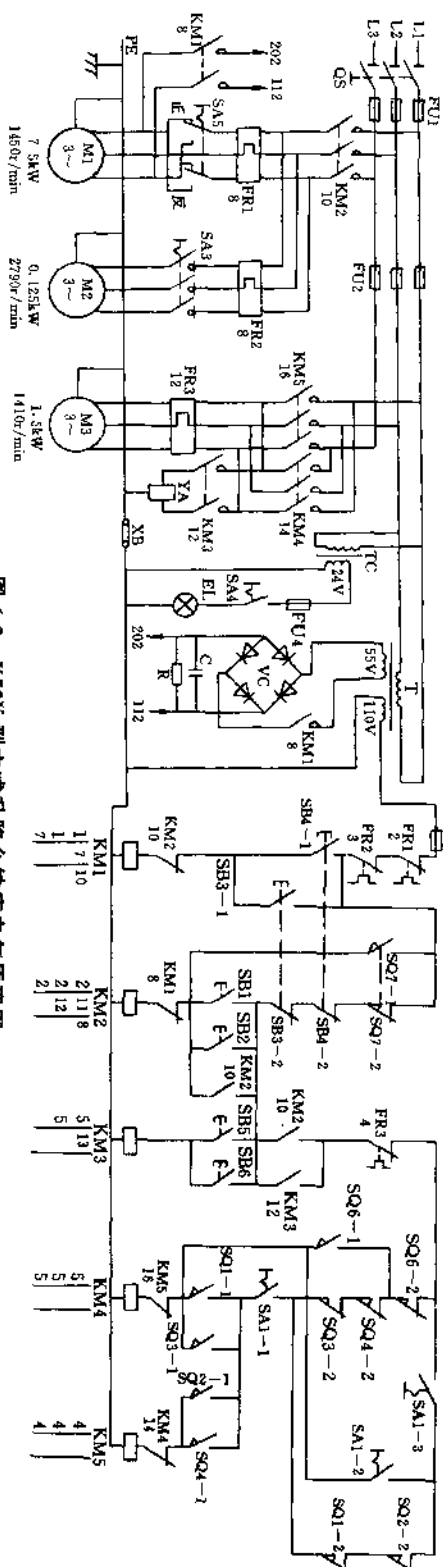 L1
L2
L3
QS
FU1
FU2
KM2
10
KM1
8
202
112
PE
正
SA5
反
FR1
8
SA3
FR2
8
M1
3~
7.5kW
1450r/min
M2
3~
0.125kW
2790r/min
KM5
16
KM4
14
FR3
12
KM3
12
YA
M3
3~
1.5kW
1410r/min
XB
TC
24V
FU4
SA4
EL
T
55V
110V
KM1
8
VC
C
R
202
112
FR1
2
FR2
3
SB4-1
SB3-1
KM2
10
KM1
1 7 10
1
7
SQ7-1
SQ7-2
SB4-2
SB3-2
SB1
SB2
KM2
10
KM1
8
KM2
2 11 8
2 12
2
FR3
4
KM2
10
KM3
12
SB5
SB6
KM3
5 13
5
SQ6-2
SQ6-1
SQ4-2
SQ3-2
SA1-1
SQ1-1
SQ3-1
KM5
KM4
5
5
5
SA1-3
SA1-2
SQ2-2
SQ1-2
SQ2-1
SQ4-1
KM4
14
KM5
4
4
4